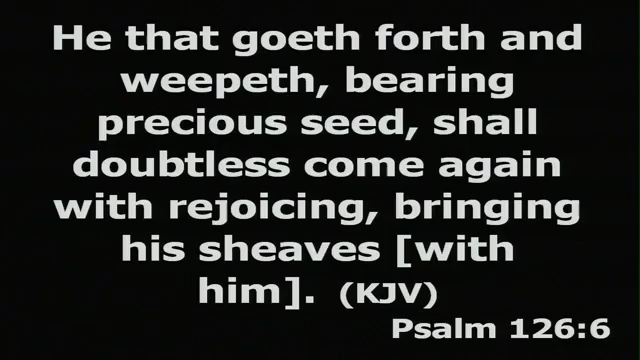 He that goeth forth and
weepeth, bearing
precious seed, shall
doubtless come again
with rejoicing, bringing
his sheaves [with
him]. (KJV)
Psalm 126:6